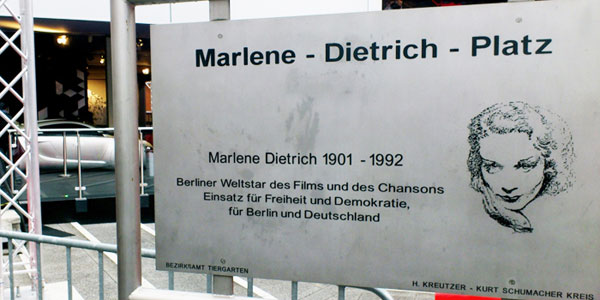 Marlene - Dietrich - Platz
Marlene Dietrich 1901 - 1992
Berliner Weltstar des Films und des Chansons
Einsatz für Freiheit und Demokratie,
für Berlin und Deutschland
BEZIRKSAMT TIERGARTEN
H. KREUTZER - KURT SCHUMACHER KREIS